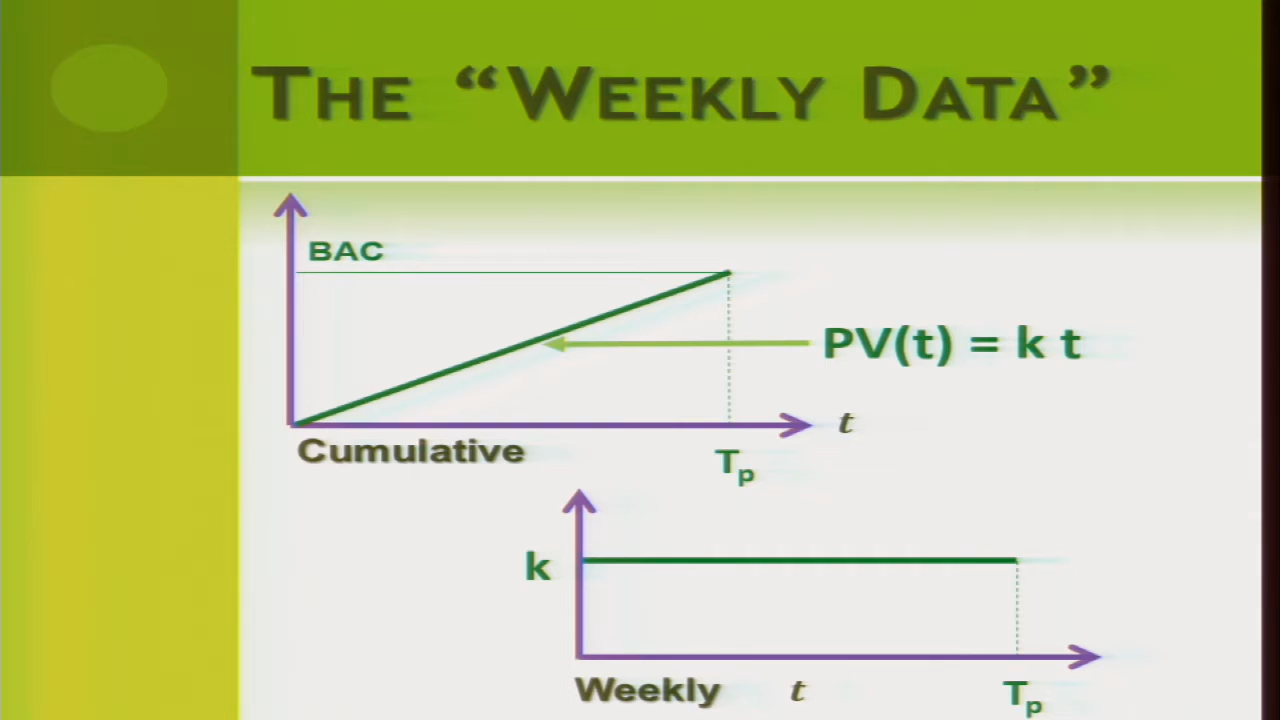 THE “WEEKLY DATA”
BAC
PV(t) = k t
t
Cumulative
Tp
k
Weekly t Tp